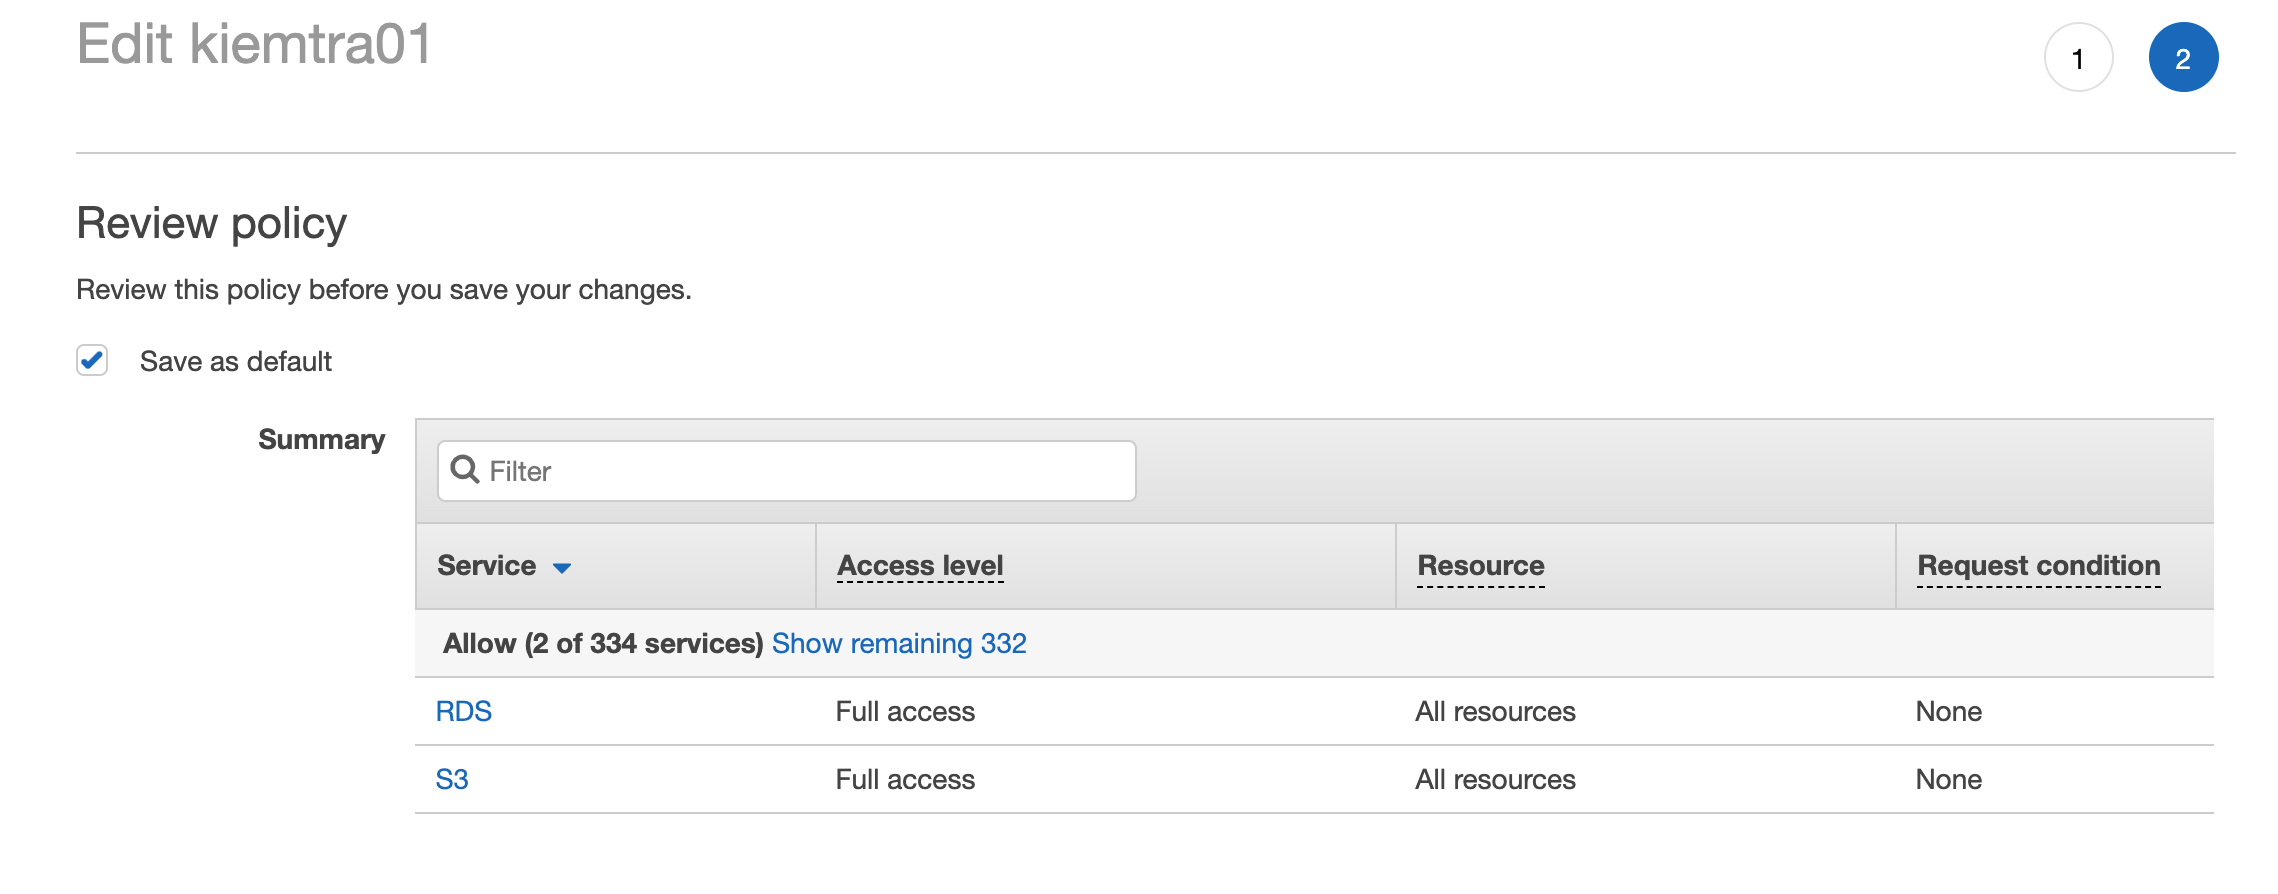 Edit kiemtra01
1
2
Review policy
Review this policy before you save your changes.
Save as default
Summary
Filter
Service Access level Resource Request condition
Allow (2 of 334 services) Show remaining 332
RDS Full access All resources None
S3 Full access All resources None